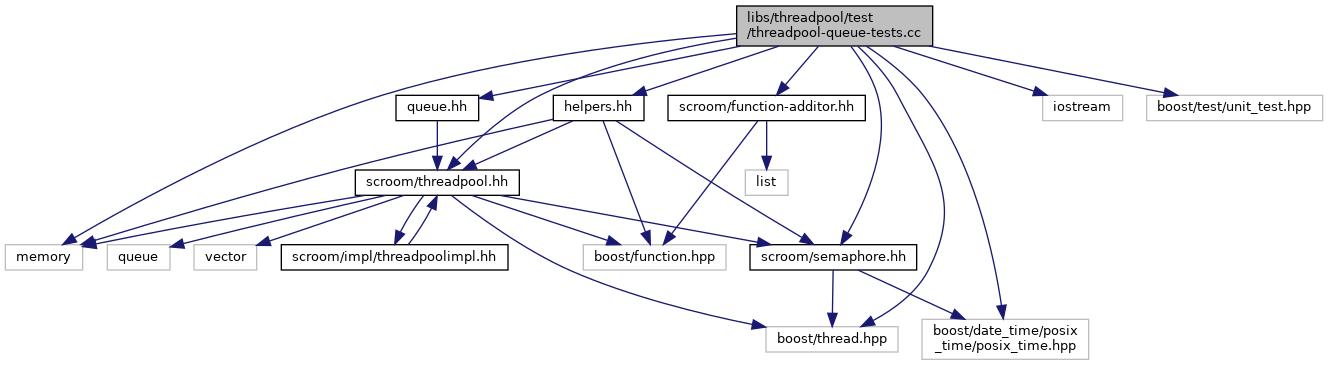 libs/threadpool/test
/threadpool-queue-tests.cc
queue.hh
helpers.hh
scroom/function-additor.hh
iostream
boost/test/unit_test.hpp
scroom/threadpool.hh
list
memory
queue
vector
scroom/impl/threadpoolimpl.hh
boost/function.hpp
scroom/semaphore.hh
boost/thread.hpp
boost/date_time/posix
_time/posix_time.hpp